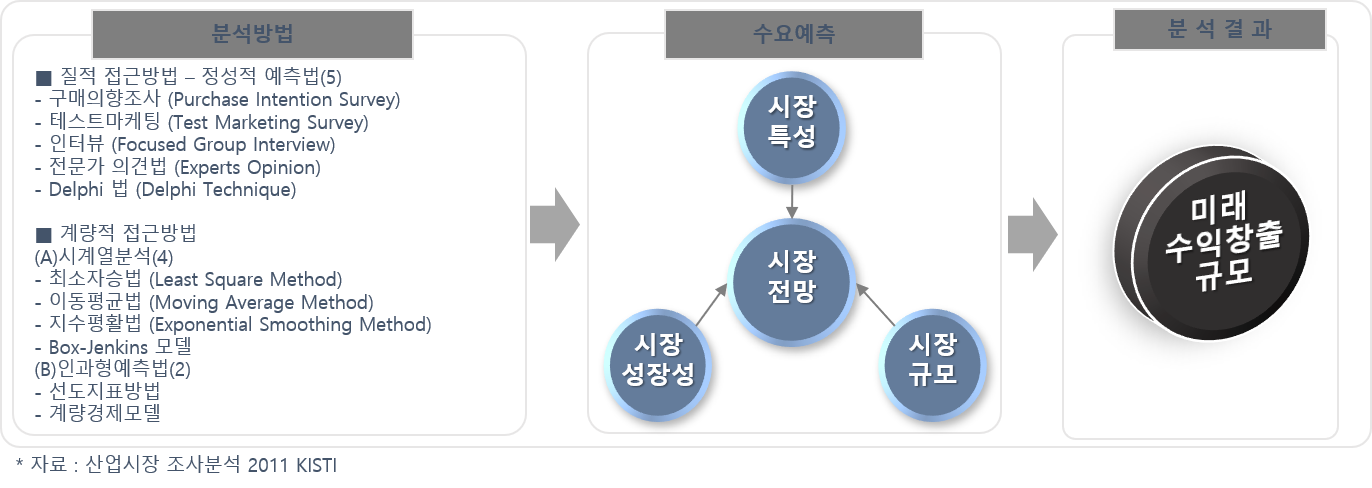 분석방법
■ 질적 접근방법 – 정성적 예측법(5)
- 구매의향조사 (Purchase Intention Survey)
- 테스트마케팅 (Test Marketing Survey)
- 인터뷰 (Focused Group Interview)
- 전문가 의견법 (Experts Opinion)
- Delphi 법 (Delphi Technique)
■ 계량적 접근방법
(A)시계열분석(4)
- 최소자승법 (Least Square Method)
- 이동평균법 (Moving Average Method)
- 지수평활법 (Exponential Smoothing Method)
- Box-Jenkins 모델
(B)인과형예측법(2)
- 선도지표방법
- 계량경제모델
수요예측
시장
특성
시장
전망
시장
성장성
시장
규모
분 석 결 과
미래
수익창출
규모
* 자료 : 산업시장 조사분석 2011 KISTI